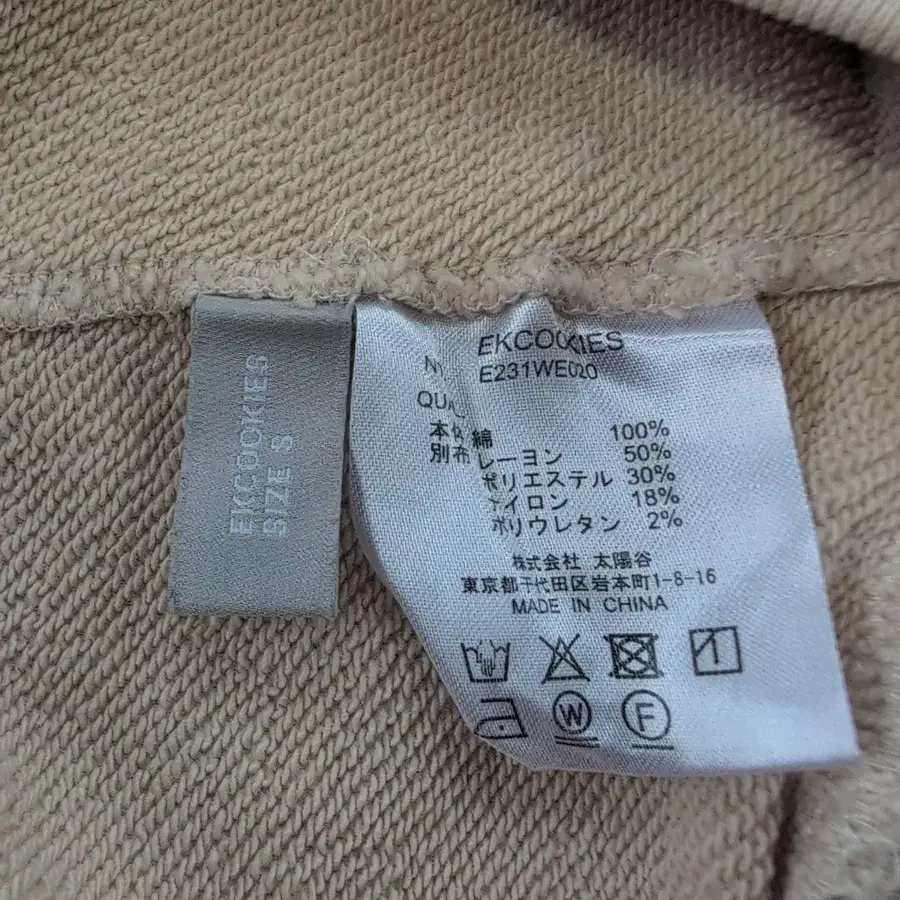 EKCOOKIES
SIZE S
EKCOOKIES
E231WE020
本体 綿 100%
別布 レーヨン 50%
ポリエステル 30%
ナイロン 18%
ポリウレタン 2%
株式会社 太陽谷
東京都千代田区岩本町1-8-16
MADE IN CHINA
W
F